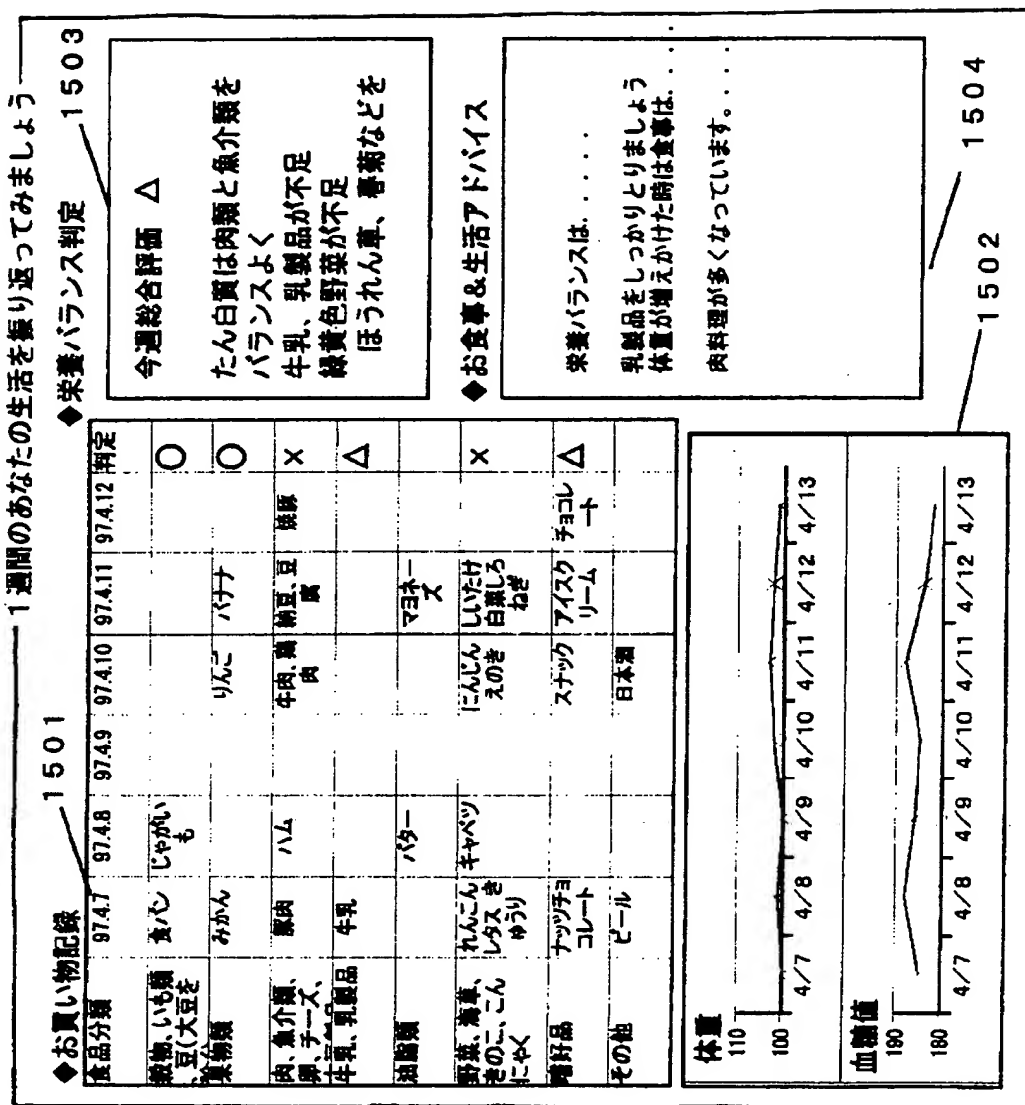 1週間のあなたの生活を振り返ってみましょう
◆お買い物記録
1501
食品分類 97.4.7 97.4.8 97.4.9 97.4.10 97.4.11 97.4.12 判定
穀物、いも類 食パン じゃがい ○
、豆(大豆を も
果物類 みかん りんご バナナ ○
肉、魚介類、 豚肉 ハム 牛肉、鶏 納豆、豆 焼豚 ×
卵、チーズ、 肉 腐
牛乳、乳製品 牛乳 △
油脂類 バター マヨネー
ズ
野菜、海草、 れんこん キャベツ にんじん しいたけ ×
きのこ、こん レタス き えのき 白菜しろ
にゃく ゅうり ねぎ
嗜好品 ナッツチョ スナック アイスク チョコレ △
コレート リーム ート
その他 ビール 日本酒
体重
110
100
4/7 4/8 4/9 4/10 4/11 4/12 4/13
血糖値
190
180
4/7 4/8 4/9 4/10 4/11 4/12 4/13
1502
◆栄養バランス判定
1503
今週総合評価 △
たん白質は肉類と魚介類を
バランスよく
牛乳、乳製品が不足
緑黄色野菜が不足
ほうれん草、春菊などを
◆お食事&生活アドバイス
栄養バランスは.....
乳製品をしっかりとりましょう
体重が増えかけた時は食事は.....
肉料理が多くなっています。....
1504